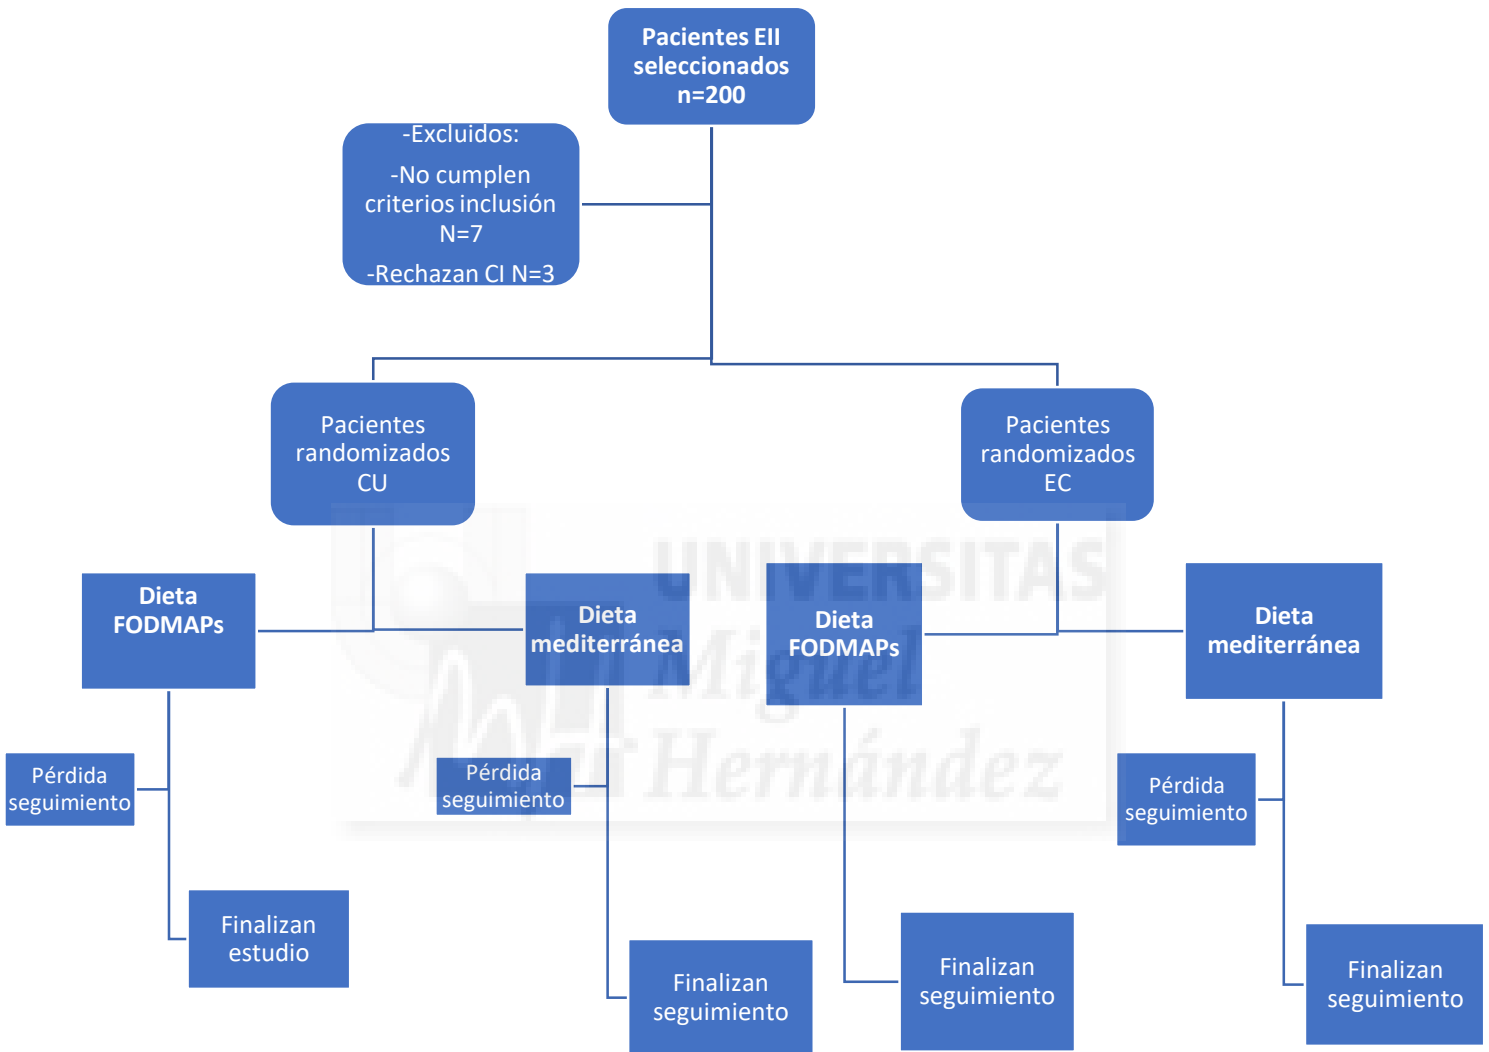 Pacientes EII
seleccionados
n=200
-Excluidos:
-No cumplen
criterios inclusión
N=7
-Rechazan CI N=3
Pacientes
randomizados
CU
Pacientes
randomizados
EC
UNIVERSITAS
Miguel
Hernández
Dieta
FODMAPs
Dieta
mediterránea
Dieta
FODMAPs
Dieta
mediterránea
Pérdida
seguimiento
Pérdida
seguimiento
Pérdida
seguimiento
Finalizan
estudio
Finalizan
seguimiento
Finalizan
seguimiento
Finalizan
seguimiento